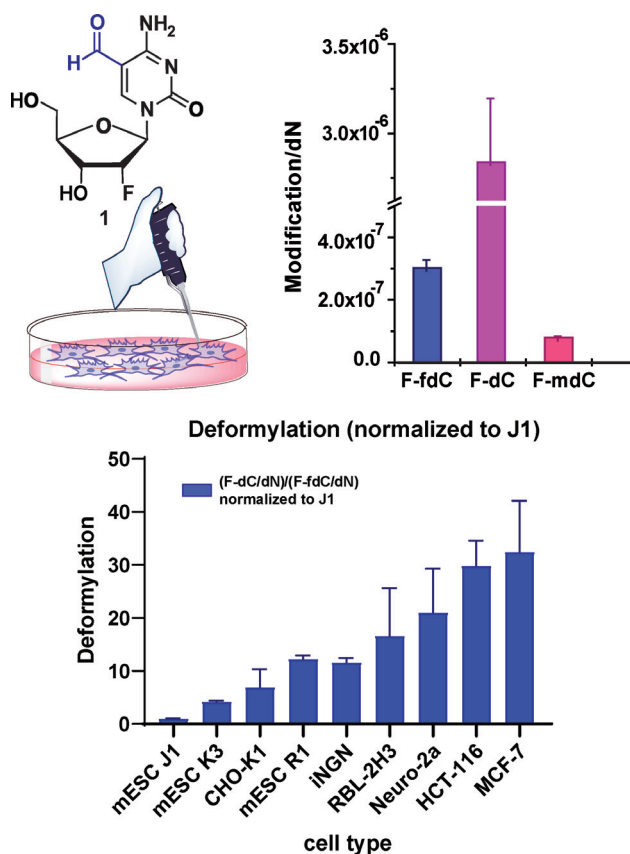 O
NH2
H
N
HO
N
O
O
HO
F
1
3.5x10-6
3.0x10-6
4.0x10-7
2.0x10-7
0.0
Modification/dN
F-fdC F-dC F-mdC
Deformylation (normalized to J1)
(F-dC/dN)/(F-fdC/dN)
normalized to J1
50
40
30
20
10
0
Deformylation
mESC J1
mESC K3
CHO-K1
mESC R1
iNGN
RBL-2H3
Neuro-2a
HCT-116
MCF-7
cell type